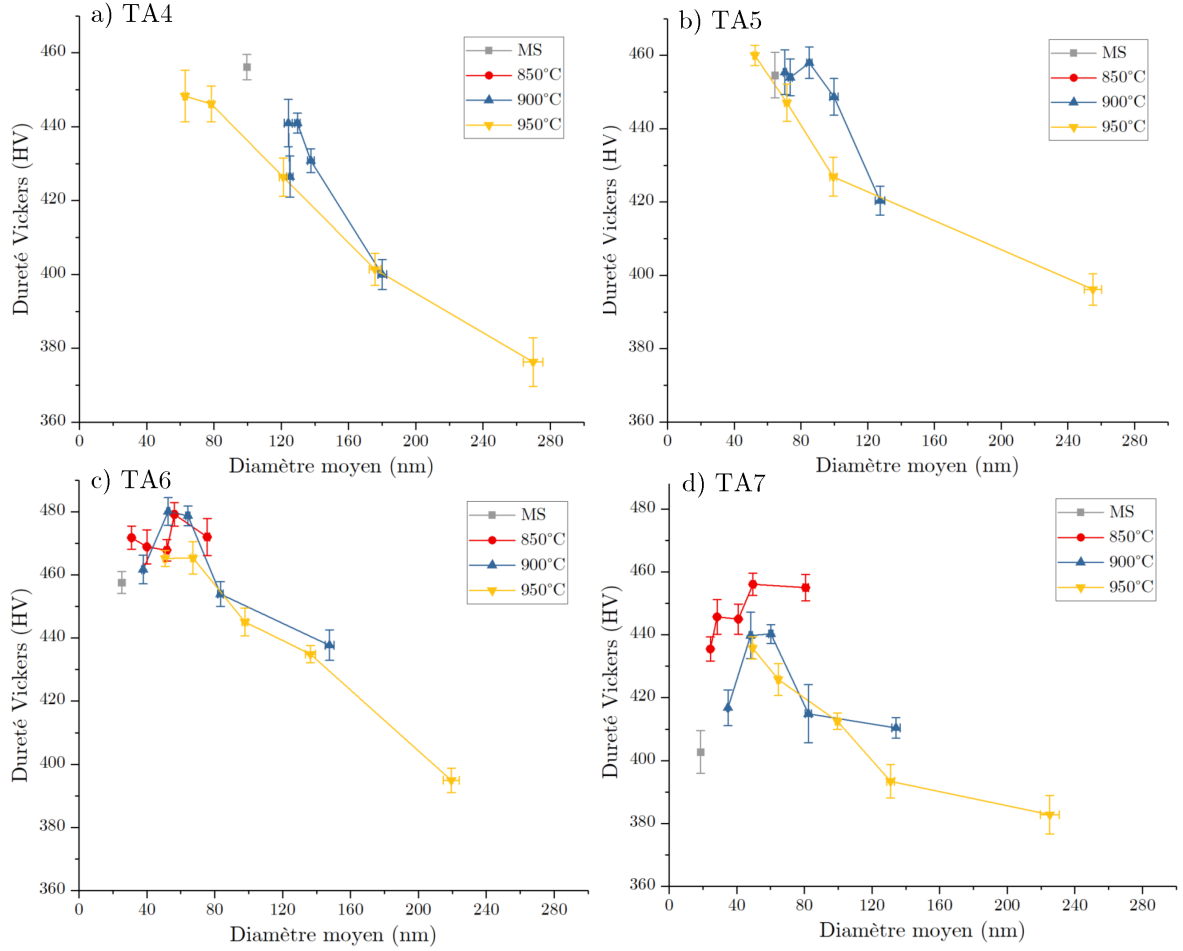 a) TA4
460
440
420
400
380
360
0 40 80 120 160 200 240 280
Dureté Vickers (HV)
Diamètre moyen (nm)
MS
850°C
900°C
950°C
b) TA5
460
440
420
400
380
360
0 40 80 120 160 200 240 280
Dureté Vickers (HV)
Diamètre moyen (nm)
MS
850°C
900°C
950°C
c) TA6
480
460
440
420
400
380
360
0 40 80 120 160 200 240 280
Dureté Vickers (HV)
Diamètre moyen (nm)
MS
850°C
900°C
950°C
d) TA7
480
460
440
420
400
380
360
0 40 80 120 160 200 240 280
Dureté Vickers (HV)
Diamètre moyen (nm)
MS
850°C
900°C
950°C